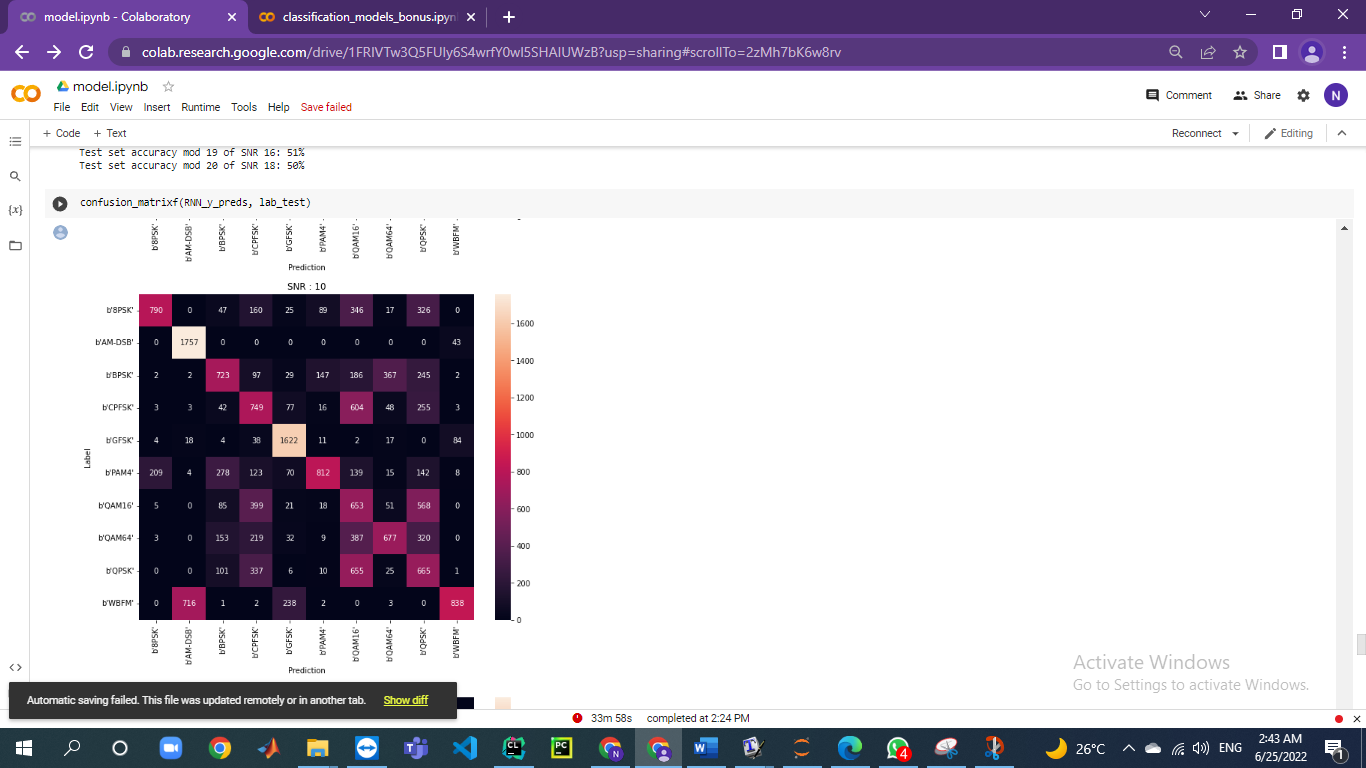 model.ipynb - Colaboratory
classification_models_bonus.ipyn
colab.research.google.com/drive/1FRIVTw3Q5FUIy6S4wrfY0wI5SHAIUWzB?usp=sharing#scrollTo=2zMh7bK6w8rv
model.ipynb
File Edit View Insert Runtime Tools Help Save failed
Comment Share N
+ Code + Text
Reconnect Editing
Test set accuracy mod 19 of SNR 16: 51%
Test set accuracy mod 20 of SNR 18: 50%
{x}
confusion_matrixf(RNN_y_preds, lab_test)
b'8PSK' b'AM-DSB' b'BPSK' b'CPFSK' b'GFSK' b'PAM4' b'QAM16' b'QAM64' b'QPSK' b'WBFM'
Prediction
SNR : 10
b'8PSK' 790 0 47 160 25 89 346 17 326 0
b'AM-DSB' 0 1757 0 0 0 0 0 0 0 43
b'BPSK' 2 2 723 97 29 147 186 367 245 2
b'CPFSK' 3 3 42 749 77 16 604 48 255 3
b'GFSK' 4 18 4 38 1622 11 2 17 0 84
b'PAM4' 209 4 278 123 70 812 139 15 142 8
b'QAM16' 5 0 85 399 21 18 653 51 568 0
b'QAM64' 3 0 153 219 32 9 387 677 320 0
b'QPSK' 0 0 101 337 6 10 655 25 665 1
b'WBFM' 0 716 1 2 238 2 0 3 0 838
Label
1600
1400
1200
1000
800
600
400
200
0
b'8PSK' b'AM-DSB' b'BPSK' b'CPFSK' b'GFSK' b'PAM4' b'QAM16' b'QAM64' b'QPSK' b'WBFM'
Prediction
Activate Windows
Go to Settings to activate Windows.
Automatic saving failed. This file was updated remotely or in another tab. Show diff
33m 58s completed at 2:24 PM
CL PC N W 4
26°C ENG
2:43 AM
6/25/2022
1